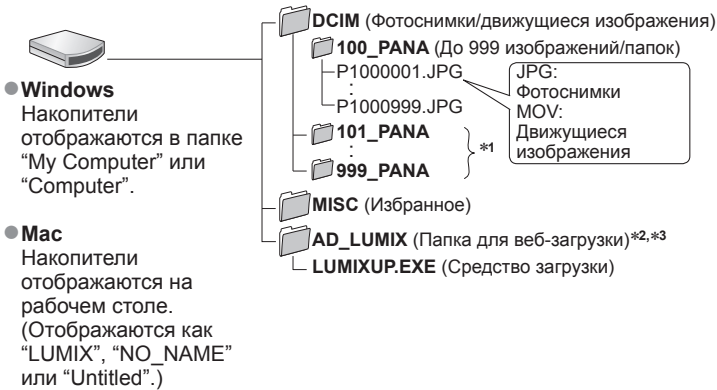 ●Windows
Накопители
отображаются в папке
“My Computer” или
“Computer”.
●Mac
Накопители
отображаются на
рабочем столе.
(Отображаются как
“LUMIX”, “NO_NAME”
или “Untitled”.)
DCIM (Фотоснимки/движущиеся изображения)
100_PANA (До 999 изображений/папок)
P1000001.JPG
:
P1000999.JPG
JPG:
Фотоснимки
MOV:
Движущиеся
изображения
101_PANA
:
999_PANA
*1
MISC (Избранное)
AD_LUMIX (Папка для веб-загрузки)*2,*3
LUMIXUP.EXE (Средство загрузки)